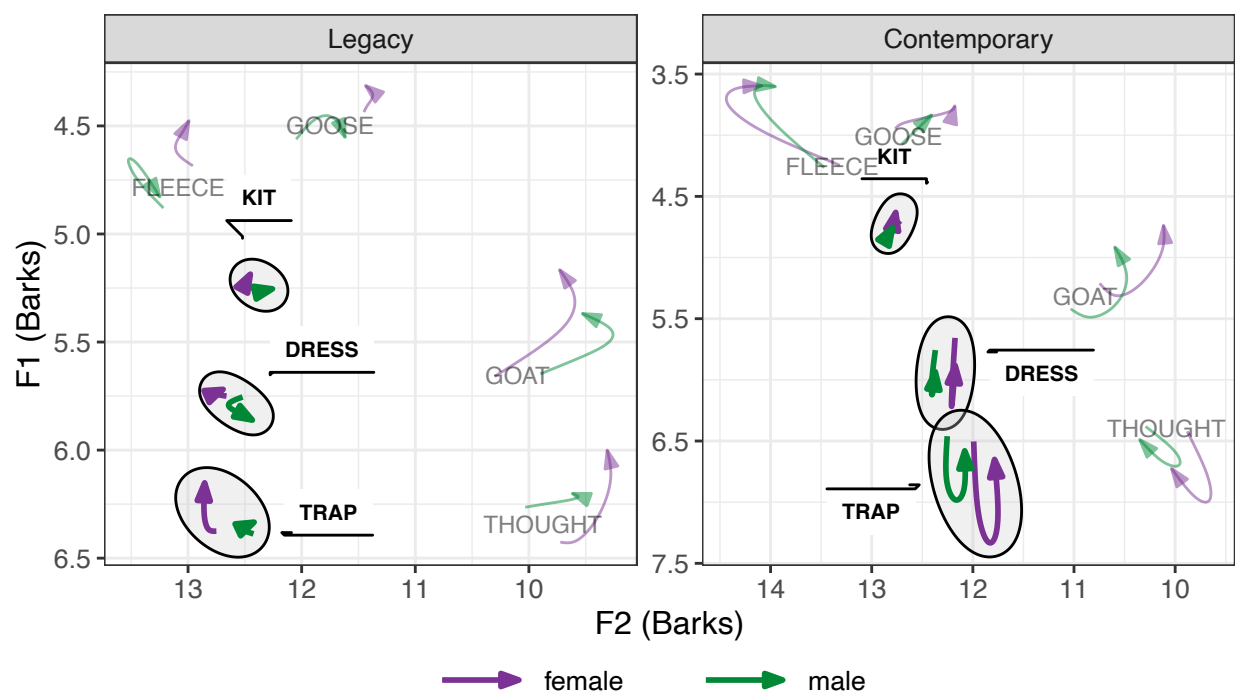 Legacy
Contemporary
F1 (Barks)
4.5
5.0
5.5
6.0
6.5
13
12
11
10
GOOSE
FLEECE
KIT
DRESS
GOAT
TRAP
THOUGHT
3.5
4.5
5.5
6.5
7.5
14
13
12
11
10
GOOSE
KIT
FLEECE
GOAT
DRESS
THOUGHT
TRAP
F2 (Barks)
female
male